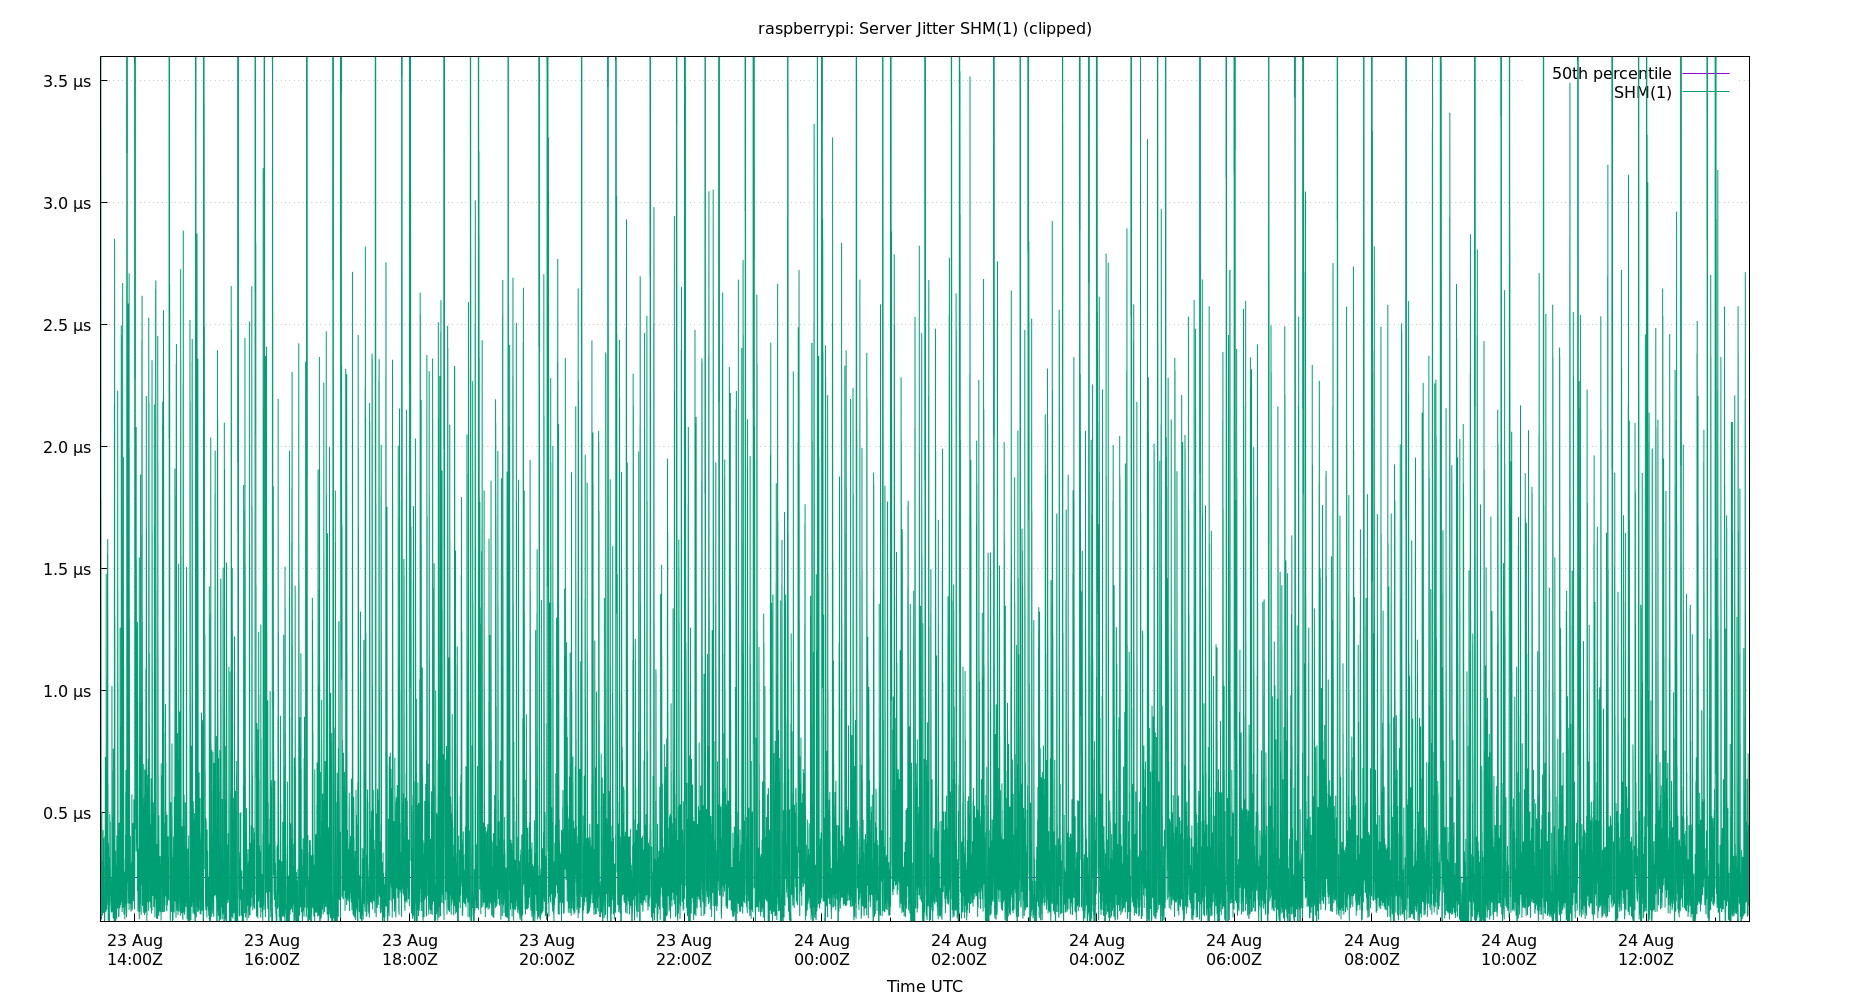 raspberrypi: Server Jitter SHM(1) (clipped)
50th percentile
SHM(1)
3.5 µs
3.0 µs
2.5 µs
2.0 µs
1.5 µs
1.0 µs
0.5 µs
23 Aug 23 Aug 23 Aug 23 Aug 23 Aug 24 Aug 24 Aug 24 Aug 24 Aug 24 Aug 24 Aug 24 Aug
14:00Z 16:00Z 18:00Z 20:00Z 22:00Z 00:00Z 02:00Z 04:00Z 06:00Z 08:00Z 10:00Z 12:00Z
Time UTC